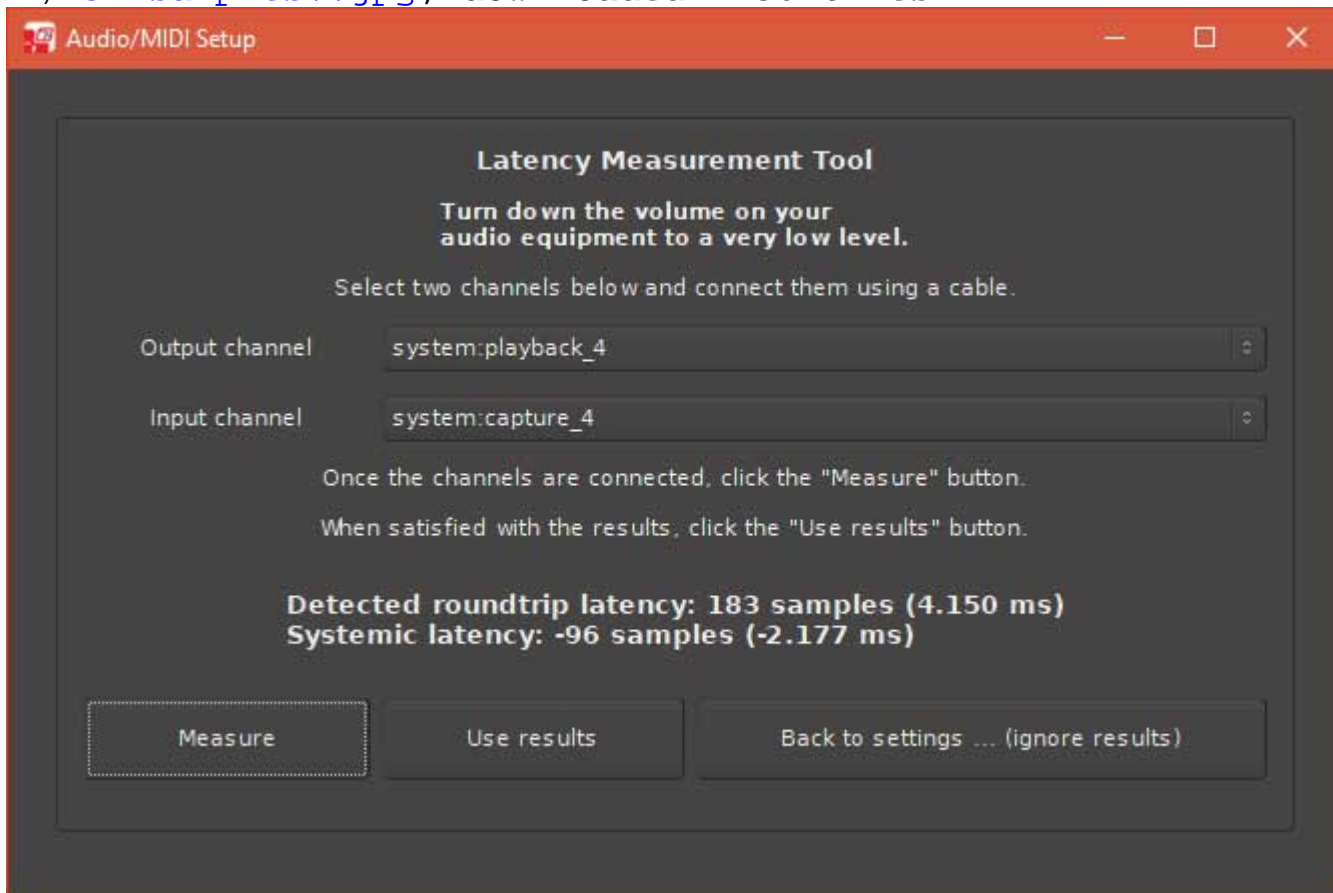 Audio/MIDI Setup
Latency Measurement Tool
Turn down the volume on your
audio equipment to a very low level.
Select two channels below and connect them using a cable.
Output channel system:playback_4
Input channel system:capture_4
Once the channels are connected, click the "Measure" button.
When satisfied with the results, click the "Use results" button.
Detected roundtrip latency: 183 samples (4.150 ms)
Systemic latency: -96 samples (-2.177 ms)
Measure Use results Back to settings ... (ignore results)